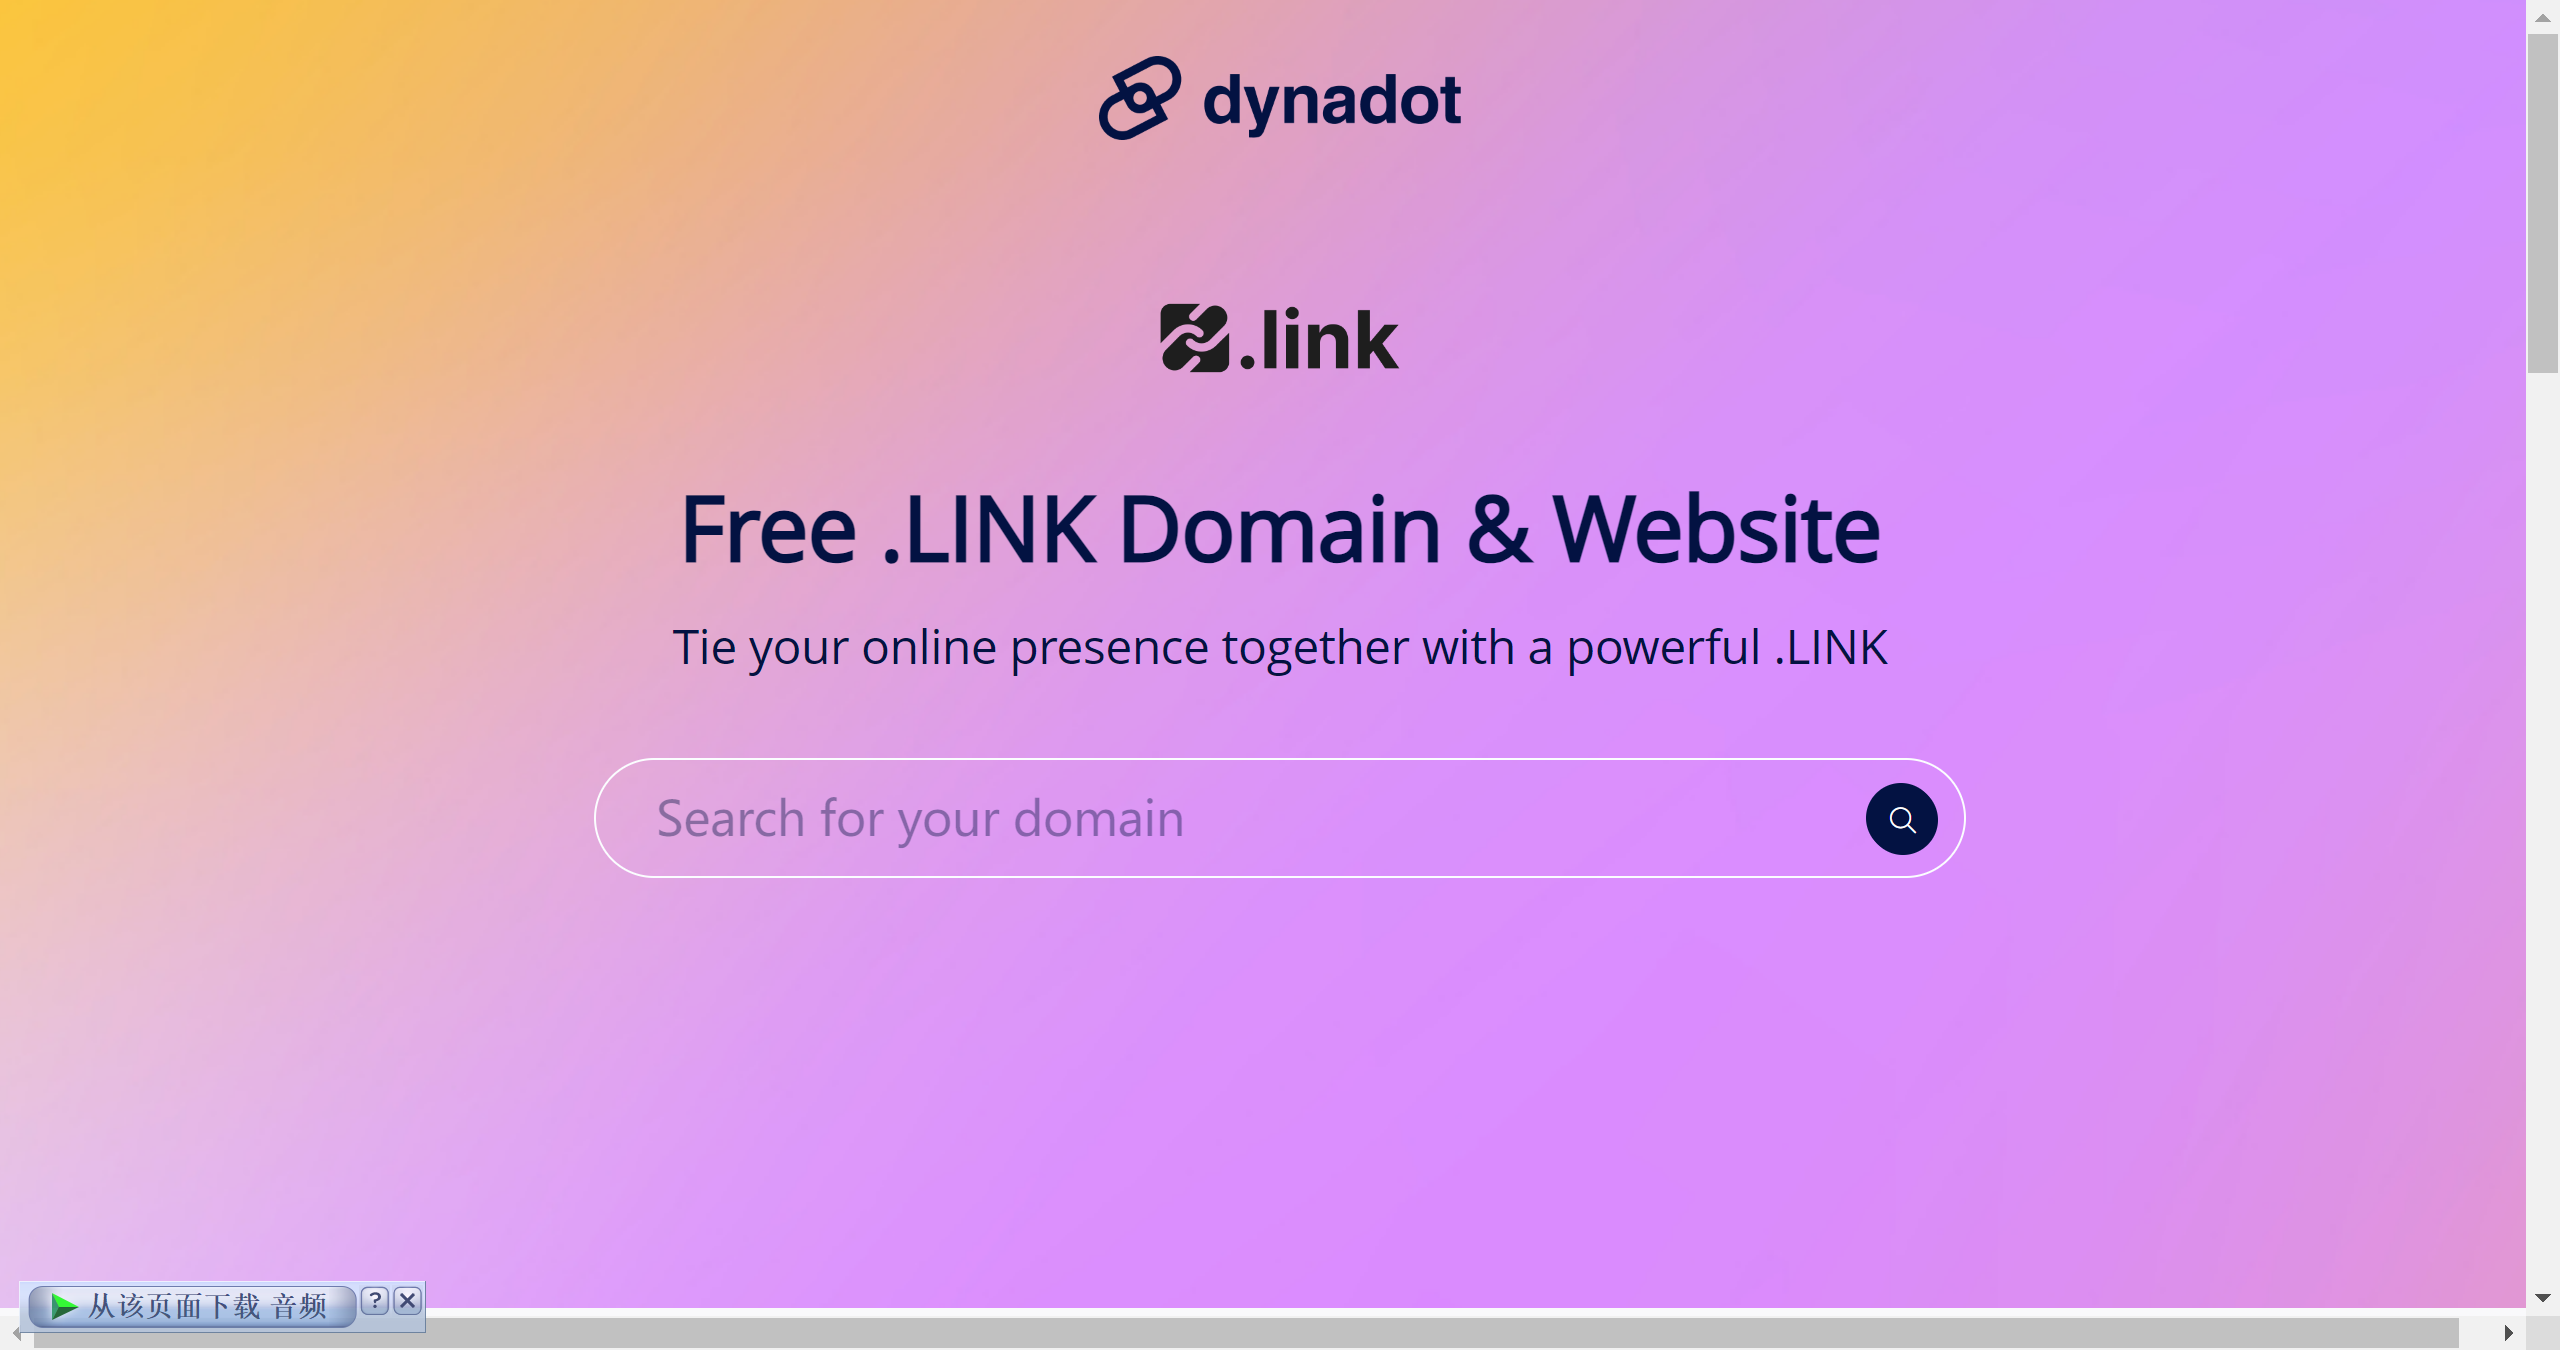 dynadot
.link
Free .LINK Domain & Website
Tie your online presence together with a powerful .LINK
Search for your domain
从该页面下载 音频
?